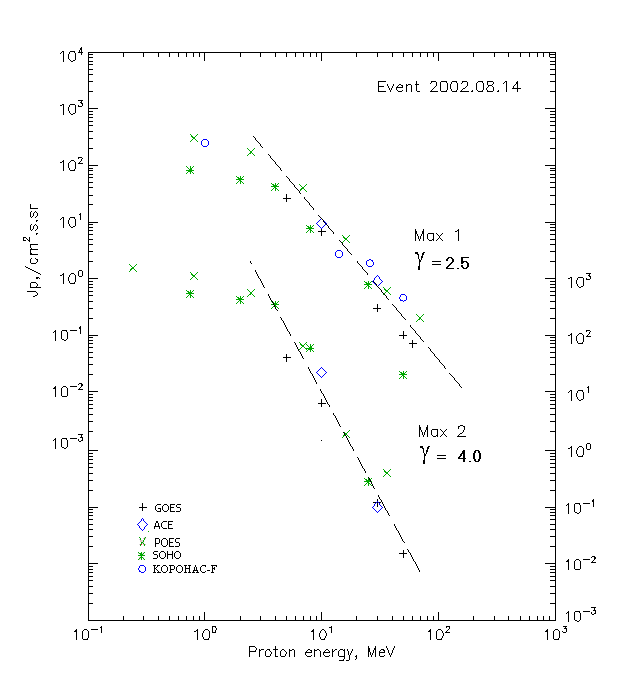 Event 2002.08.14
10^4
10^3
10^2
10^1
10^0
10^-1
10^-2
10^-3
Jp,/cm^2.s.sr
Max 1
γ = 2.5
Max 2
γ = 4.0
10^3
10^2
10^1
10^0
10^-1
10^-2
10^-3
GOES
ACE
POES
SOHO
КОРОНАС-F
10^-1 10^0 10^1 10^2 10^3
Proton energy, MeV